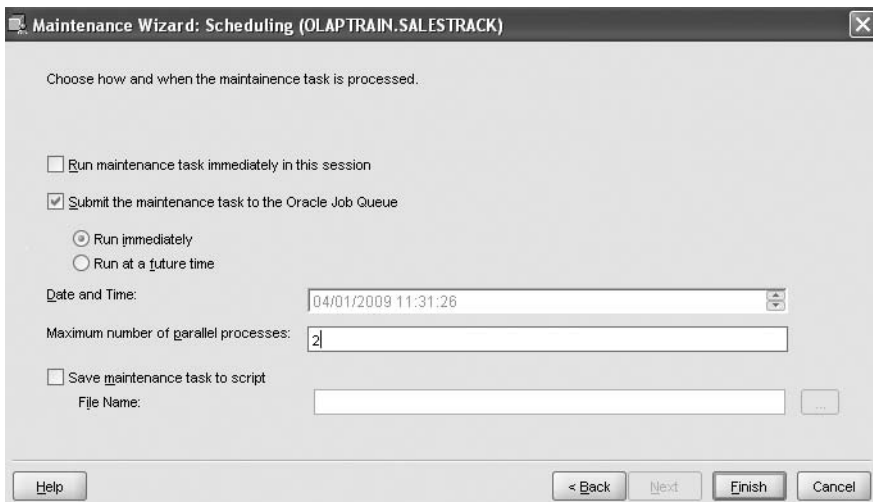 Maintenance Wizard: Scheduling (OLAPTRAIN.SALESTRACK)
Choose how and when the maintainence task is processed.
Run maintenance task immediately in this session
Submit the maintenance task to the Oracle Job Queue
Run immediately
Run at a future time
Date and Time:
04/01/2009 11:31:26
Maximum number of parallel processes:
2
Save maintenance task to script
File Name:
...
Help
< Back
Next
Finish
Cancel